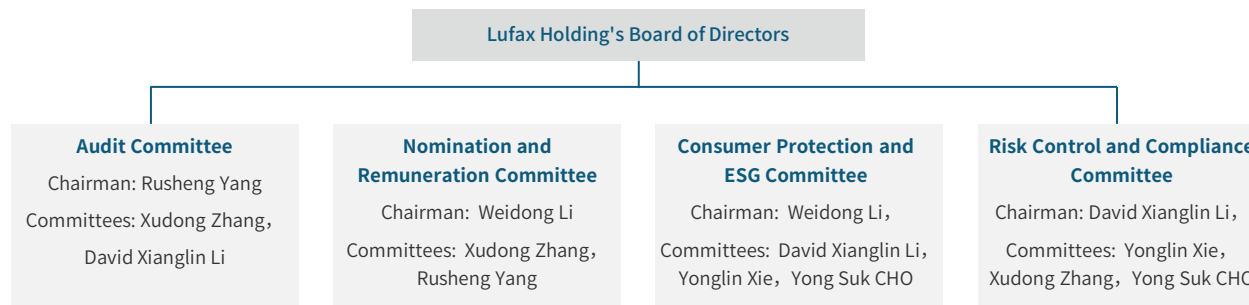 Lufax Holding's Board of Directors
Audit Committee
Chairman: Rusheng Yang
Committees: Xudong Zhang，
David Xianglin Li
Nomination and
Remuneration Committee
Chairman: Weidong Li
Committees: Xudong Zhang，
Rusheng Yang
Consumer Protection and
ESG Committee
Chairman: Weidong Li，
Committees: David Xianglin Li，
Yonglin Xie，Yong Suk CHO
Risk Control and Compliance
Committee
Chairman: David Xianglin Li，
Committees: Yonglin Xie，
Xudong Zhang，Yong Suk CHO